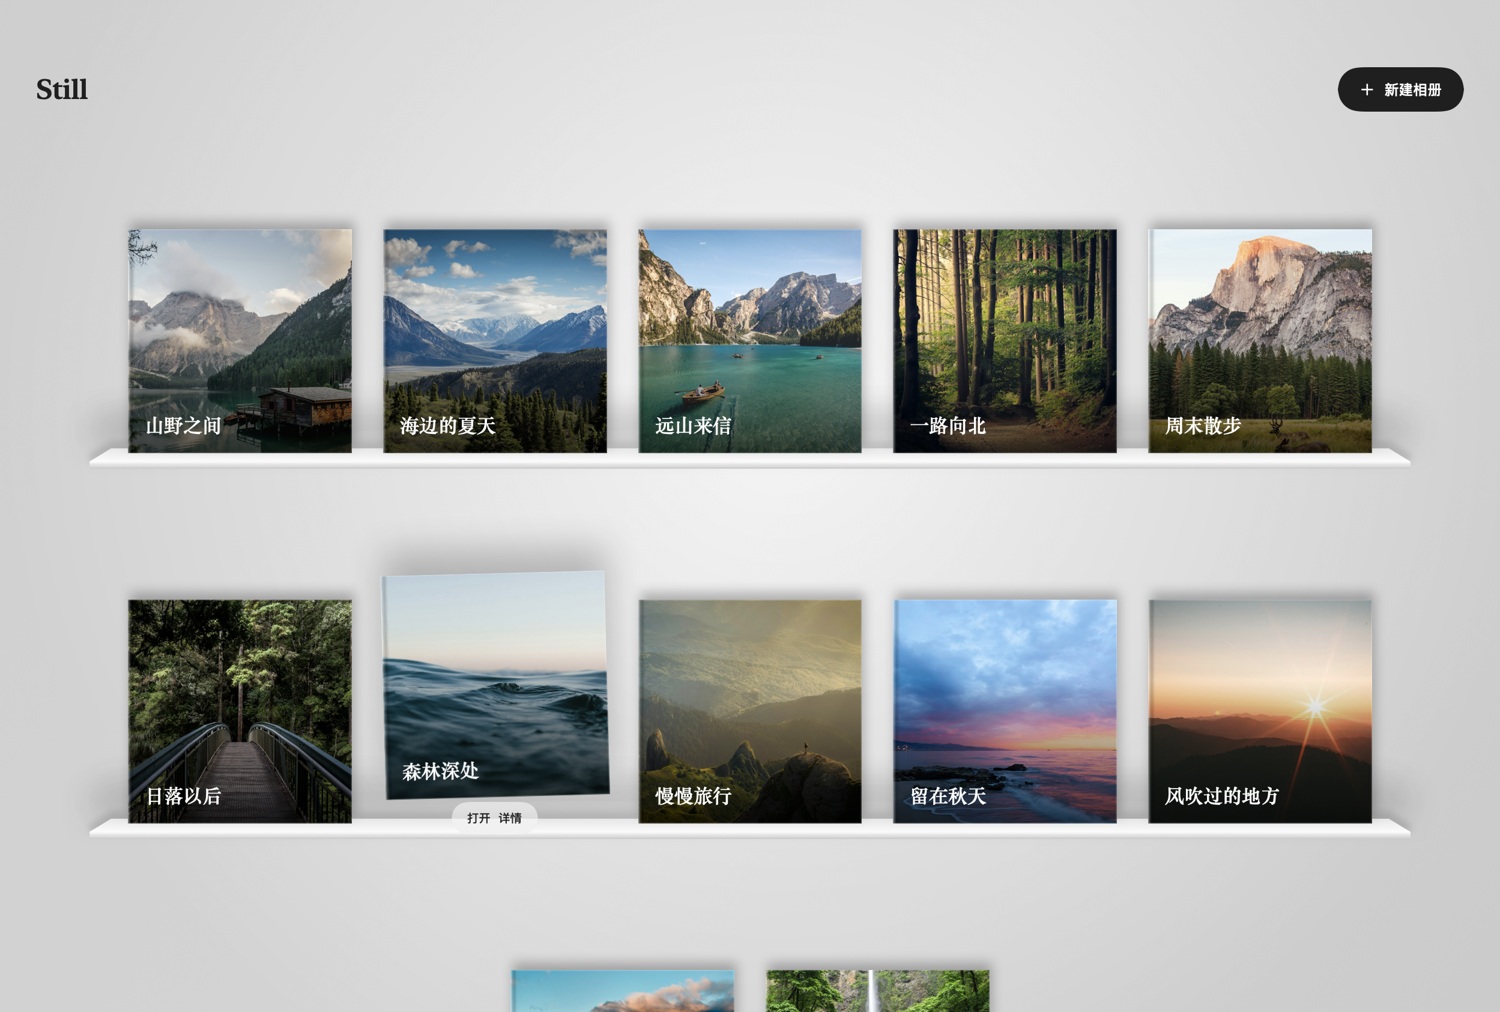 Still
新建相册
山野之间
海边的夏天
远山来信
一路向北
周末散步
日落以后
森林深处
慢慢旅行
留在秋天
风吹过的地方
打开 详情